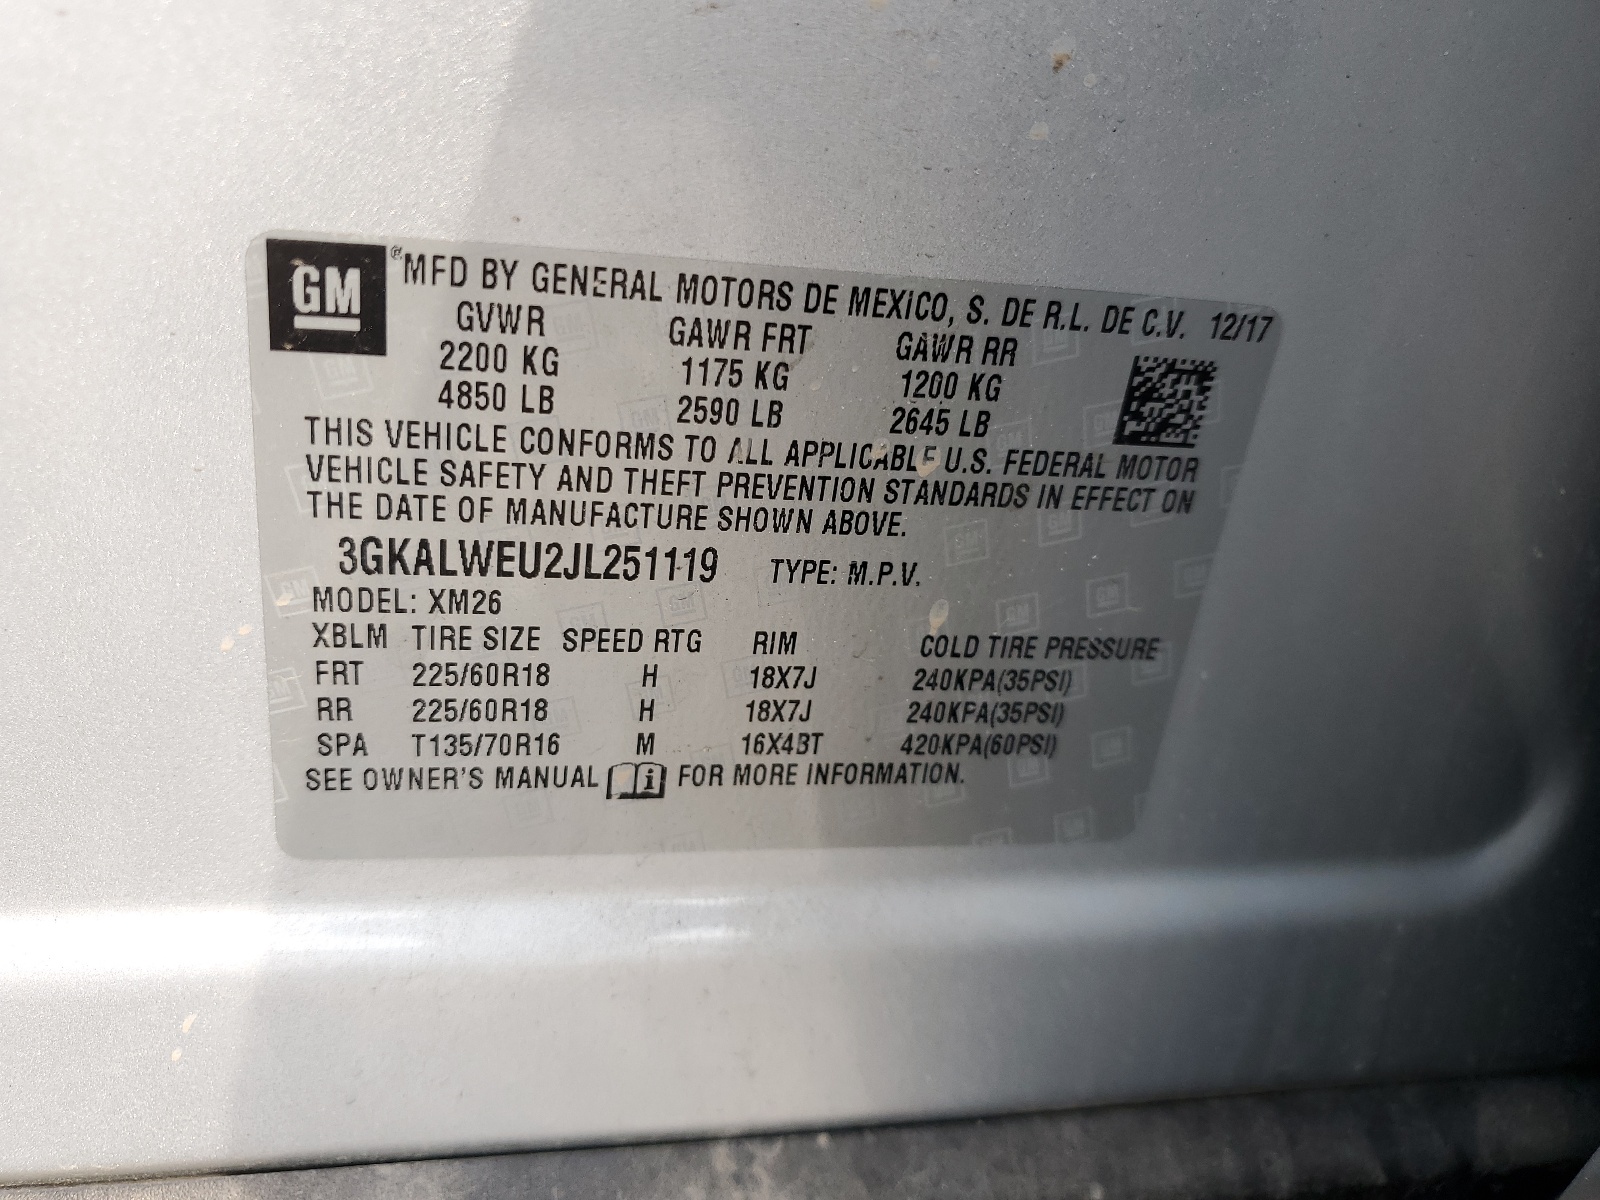 GM ® MFD BY GENERAL MOTORS DE MEXICO, S. DE R.L. DE C.V. 12/17
GVWR GAWR FRT GAWR RR
2200 KG 1175 KG 1200 KG
4850 LB 2590 LB 2645 LB
THIS VEHICLE CONFORMS TO ALL APPLICABLE U.S. FEDERAL MOTOR
VEHICLE SAFETY AND THEFT PREVENTION STANDARDS IN EFFECT ON
THE DATE OF MANUFACTURE SHOWN ABOVE.
3GKALWEU2JL251119 TYPE: M.P.V.
MODEL: XM26
XBLM TIRE SIZE SPEED RTG RIM COLD TIRE PRESSURE
FRT 225/60R18 H 18X7J 240KPA(35PSI)
RR 225/60R18 H 18X7J 240KPA(35PSI)
SPA T135/70R16 M 16X4BT 420KPA(60PSI)
SEE OWNER'S MANUAL i FOR MORE INFORMATION.